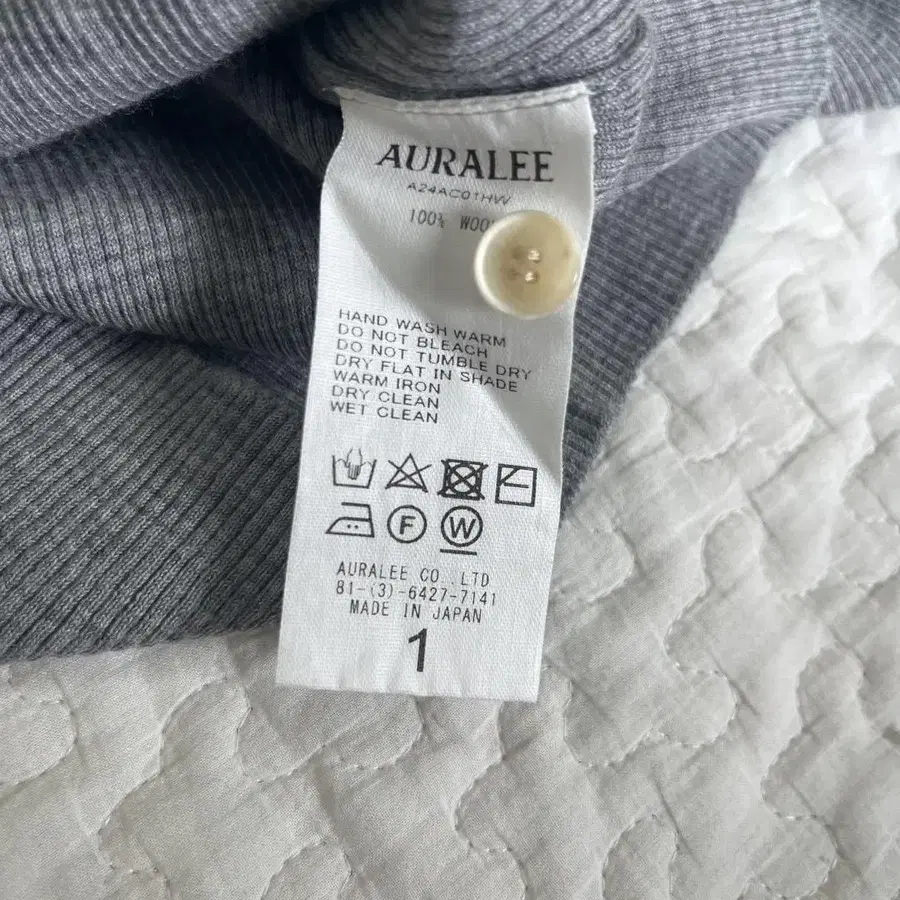 AURALEE
A24AC01HW
100% WOO
HAND WASH WARM
DO NOT BLEACH
DO NOT TUMBLE DRY
DRY FLAT IN SHADE
WARM IRON
DRY CLEAN
WET CLEAN
F W
AURALEE CO.,LTD
81-(3)-6427-7141
MADE IN JAPAN
1